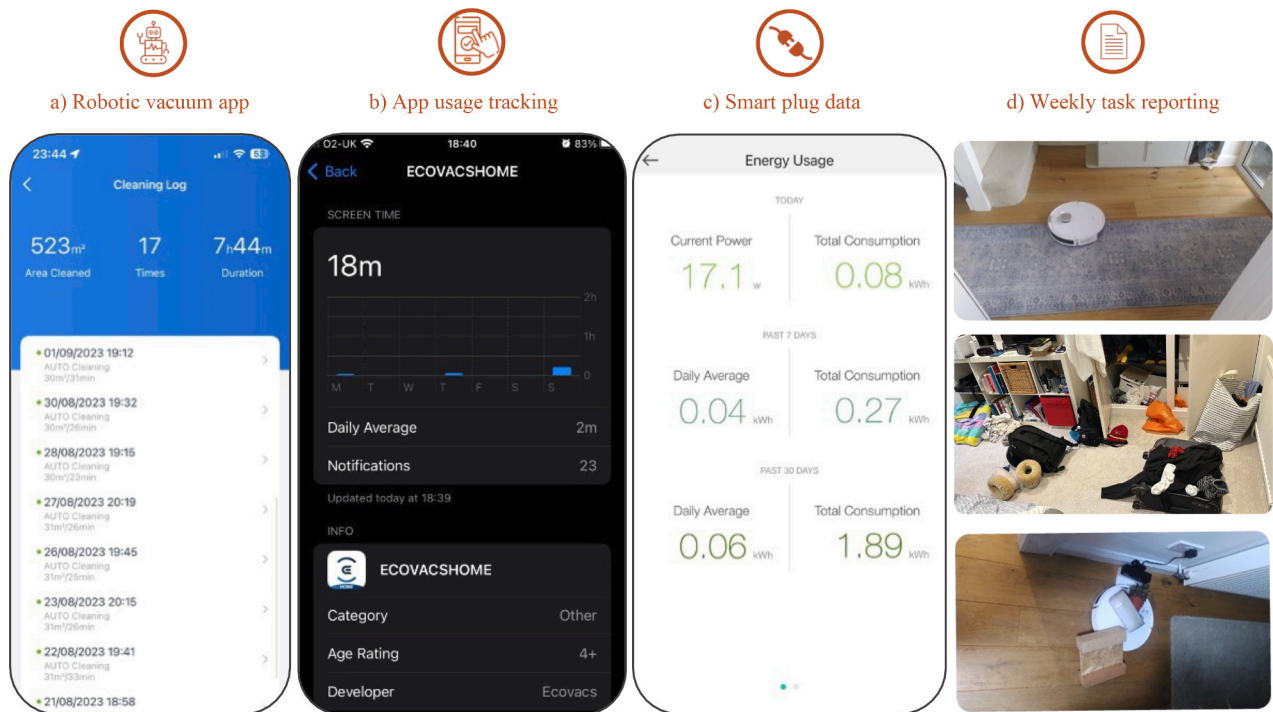 a) Robotic vacuum app
b) App usage tracking
c) Smart plug data
d) Weekly task reporting
23:44
53
Cleaning Log
523m²
17
7h44m
Area Cleaned
Times
Duration
01/09/2023 19:12
AUTO Cleaning
30m²/31min
30/08/2023 19:32
AUTO Cleaning
30m²/26min
28/08/2023 19:15
AUTO Cleaning
30m²/23min
27/08/2023 20:19
AUTO Cleaning
31m²/26min
26/08/2023 19:45
AUTO Cleaning
31m²/25min
23/08/2023 20:15
AUTO Cleaning
31m²/26min
22/08/2023 19:41
AUTO Cleaning
31m²/33min
21/08/2023 18:58
O2-UK
18:40
83%
Back
ECOVACSHOME
SCREEN TIME
18m
2h
1h
0
M T W T F S S
Daily Average 2m
Notifications 23
Updated today at 18:39
INFO
ECOVACSHOME
Category Other
Age Rating 4+
Developer Ecovacs
Energy Usage
TODAY
Current Power
Total Consumption
17.1 w
0.08 kWh
PAST 7 DAYS
Daily Average
Total Consumption
0.04 kWh
0.27 kWh
PAST 30 DAYS
Daily Average
Total Consumption
0.06 kWh
1.89 kWh